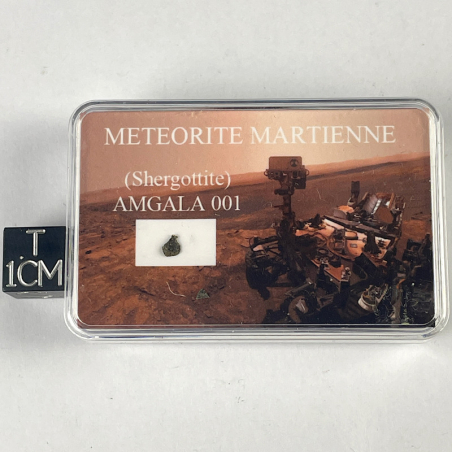 METEORITE MARTIENNE
(Shergottite)
AMGALA 001
T
1CM